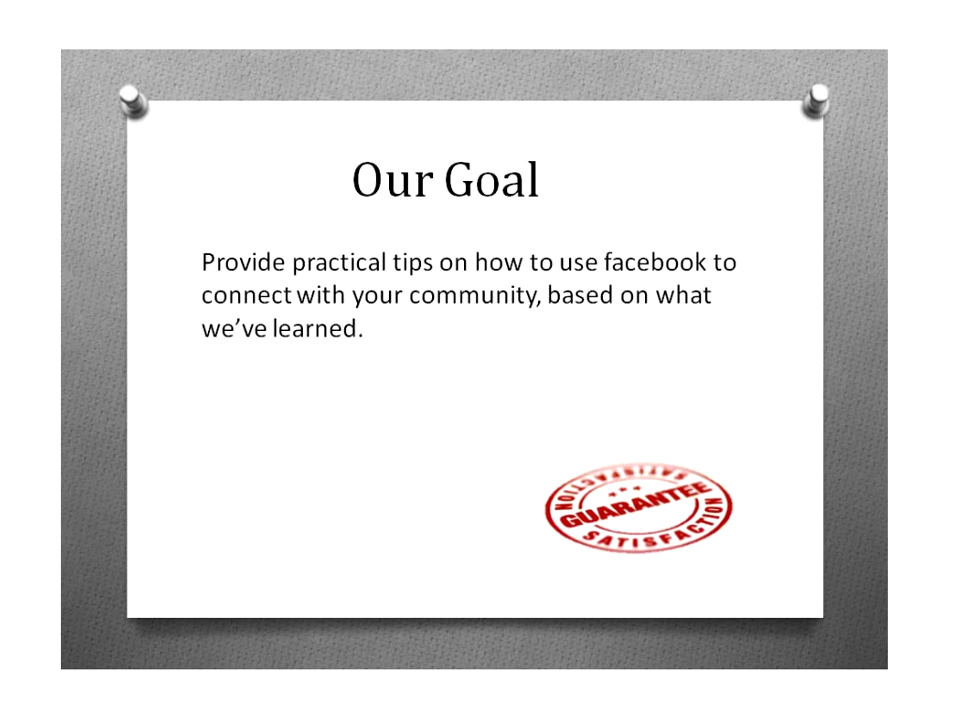 Our Goal
Provide practical tips on how to use facebook to
connect with your community, based on what
we’ve learned.
SATISFACTION
GUARANTEE
SATISFACTION